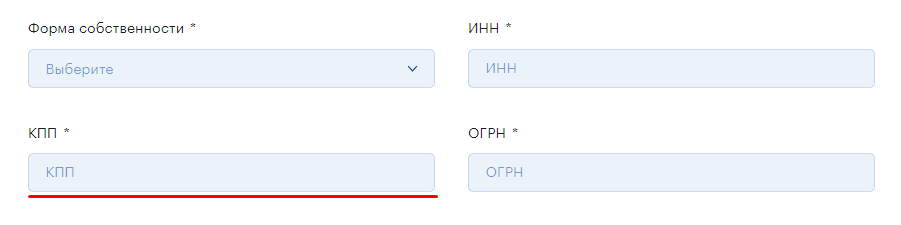 Форма собственности *
ИНН *
Выберите
ИНН
КПП *
ОГРН *
КПП
ОГРН